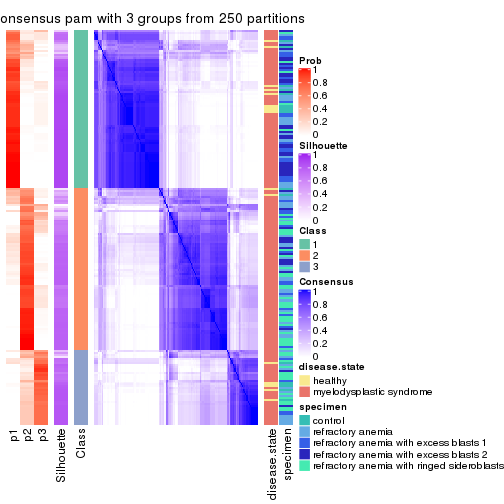 onsensus pam with 3 groups from 250 partitions
Prob
1
0.8
0.6
0.4
0.2
0
Silhouette
1
0.8
0.6
0.4
0.2
0
Class
1
2
3
Consensus
1
0.8
0.6
0.4
0.2
0
disease.state
healthy
myelodysplastic syndrome
specimen
control
refractory anemia
refractory anemia with excess blasts 1
refractory anemia with excess blasts 2
refractory anemia with ringed sideroblasts
p1
p2
p3
Silhouette
Class
disease.state
specimen